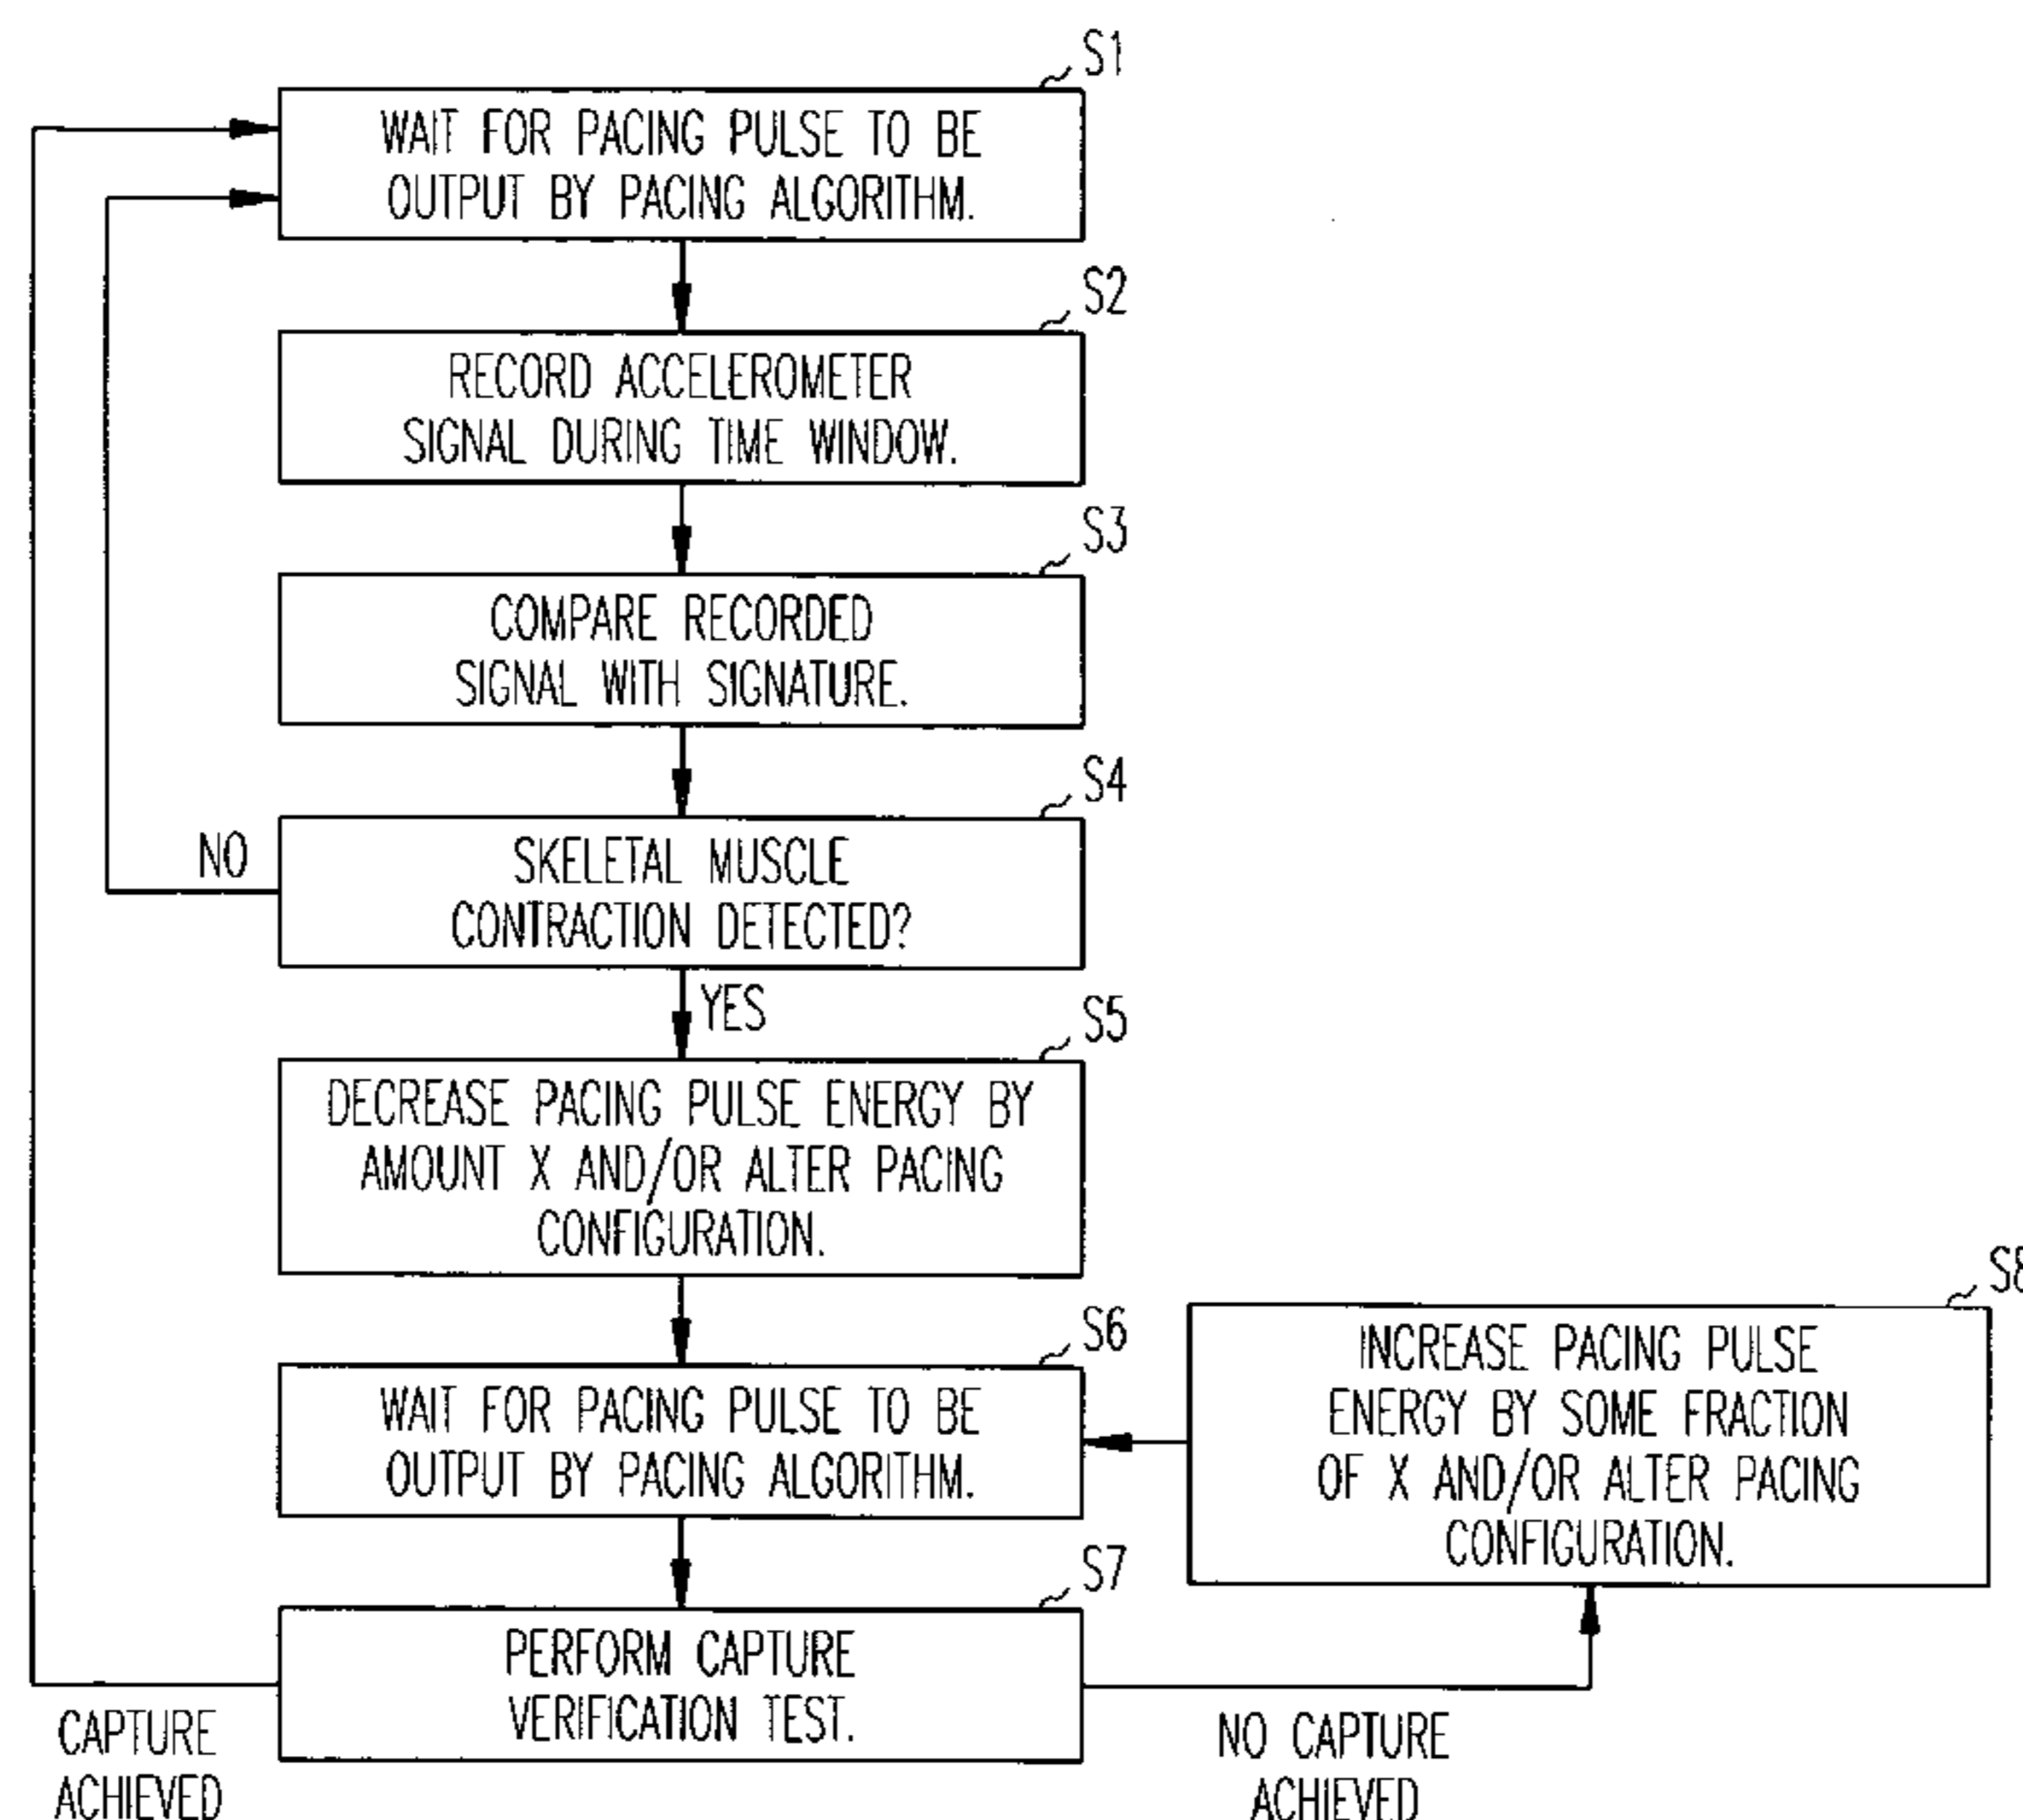 S1
WAIT FOR PACING PULSE TO BE
OUTPUT BY PACING ALGORITHM.
S2
RECORD ACCELEROMETER
SIGNAL DURING TIME WINDOW.
S3
COMPARE RECORDED
SIGNAL WITH SIGNATURE.
S4
SKELETAL MUSCLE
CONTRACTION DETECTED?
NO
YES
S5
DECREASE PACING PULSE ENERGY BY
AMOUNT X AND/OR ALTER PACING
CONFIGURATION.
S6
WAIT FOR PACING PULSE TO BE
OUTPUT BY PACING ALGORITHM.
S7
PERFORM CAPTURE
VERIFICATION TEST.
CAPTURE
ACHIEVED
NO CAPTURE
ACHIEVED
S8
INCREASE PACING PULSE
ENERGY BY SOME FRACTION
OF X AND/OR ALTER PACING
CONFIGURATION.